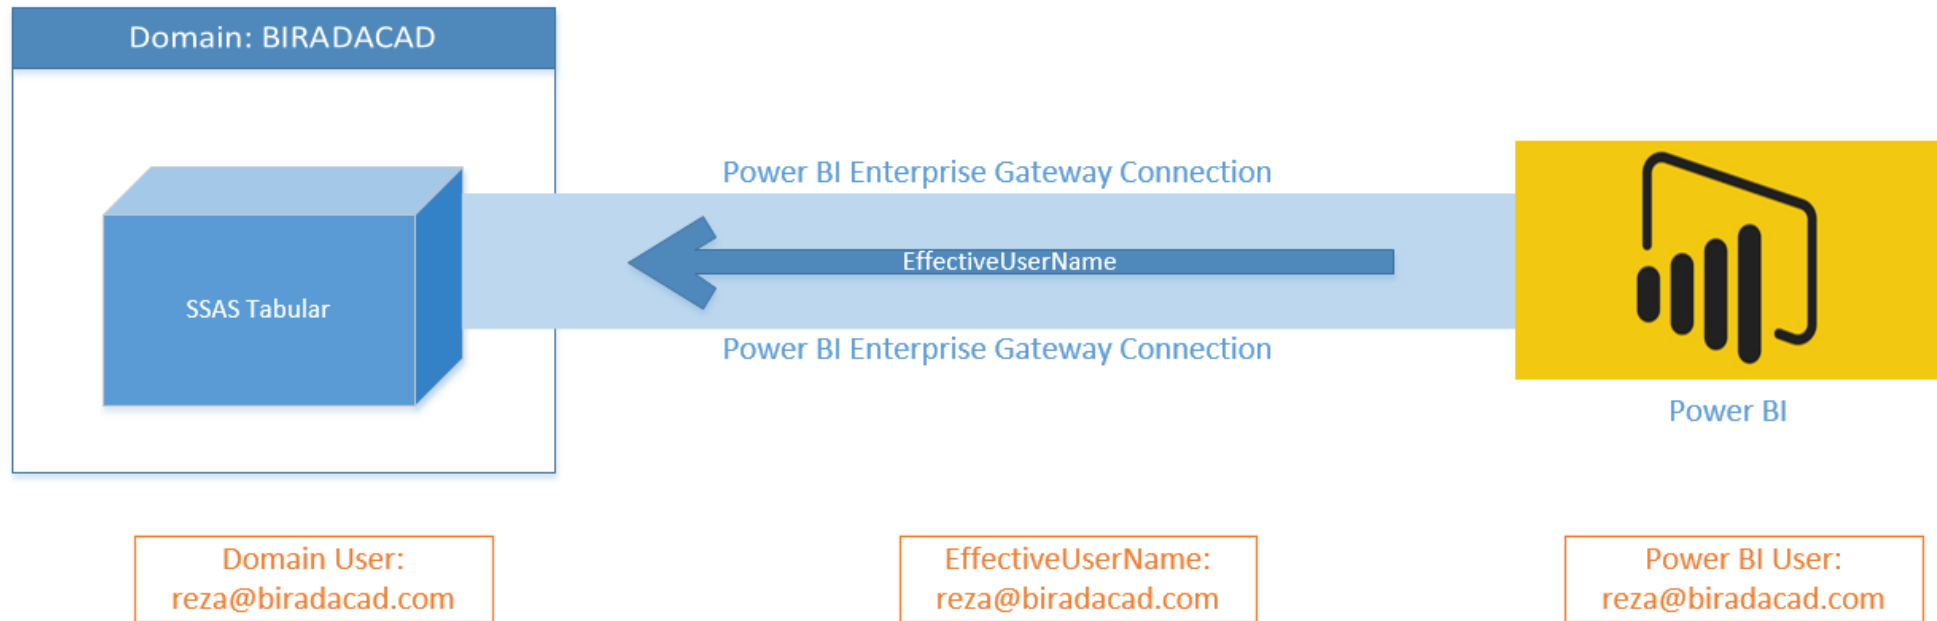 Domain: BIRADACAD
Power BI Enterprise Gateway Connection
EffectiveUserName
SSAS Tabular
Power BI Enterprise Gateway Connection
Power BI
Domain User:
reza@biradacad.com
EffectiveUserName:
reza@biradacad.com
Power BI User:
reza@biradacad.com